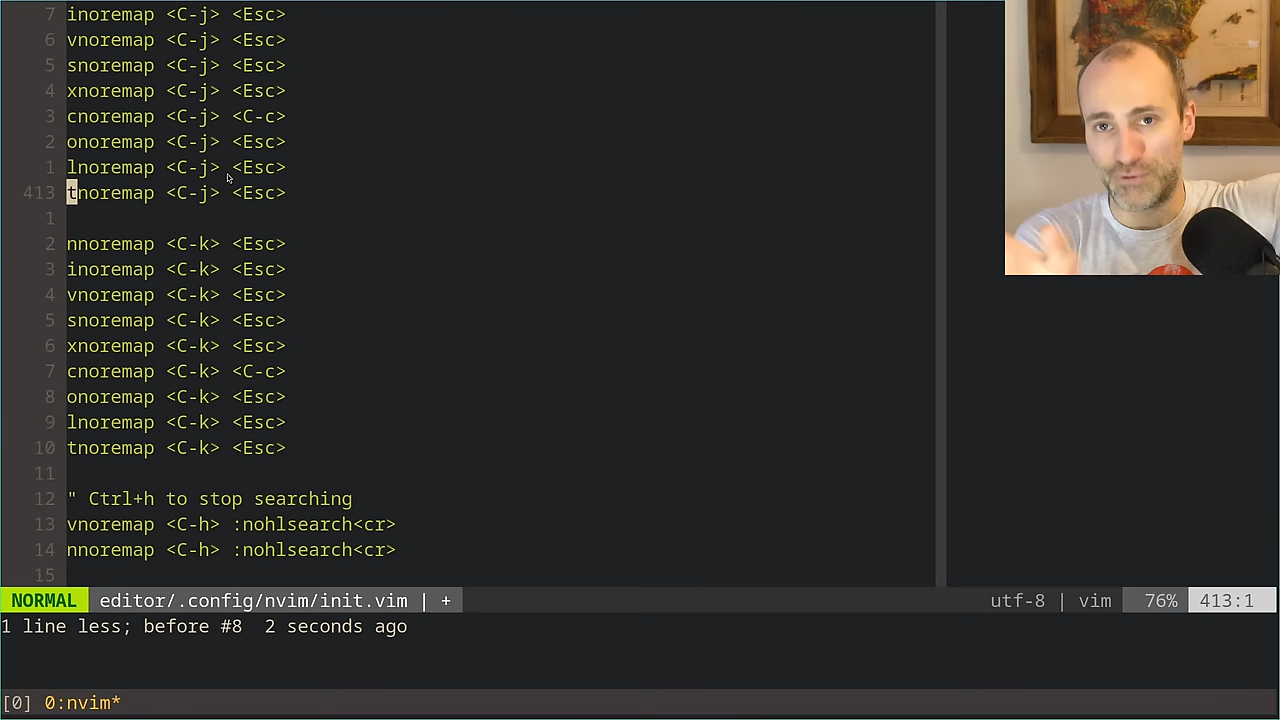 7 inoremap <C-j> <Esc>
6 vnoremap <C-j> <Esc>
5 snoremap <C-j> <Esc>
4 xnoremap <C-j> <Esc>
3 cnoremap <C-j> <C-c>
2 onoremap <C-j> <Esc>
1 lnoremap <C-j> <Esc>
413 tnoremap <C-j> <Esc>
1
2 nnoremap <C-k> <Esc>
3 inoremap <C-k> <Esc>
4 vnoremap <C-k> <Esc>
5 snoremap <C-k> <Esc>
6 xnoremap <C-k> <Esc>
7 cnoremap <C-k> <C-c>
8 onoremap <C-k> <Esc>
9 lnoremap <C-k> <Esc>
10 tnoremap <C-k> <Esc>
11
12 " Ctrl+h to stop searching
13 vnoremap <C-h> :nohlsearch<cr>
14 nnoremap <C-h> :nohlsearch<cr>
15
NORMAL editor/.config/nvim/init.vim | + utf-8 | vim 76% 413:1
1 line less; before #8  2 seconds ago
[0] 0:nvim*